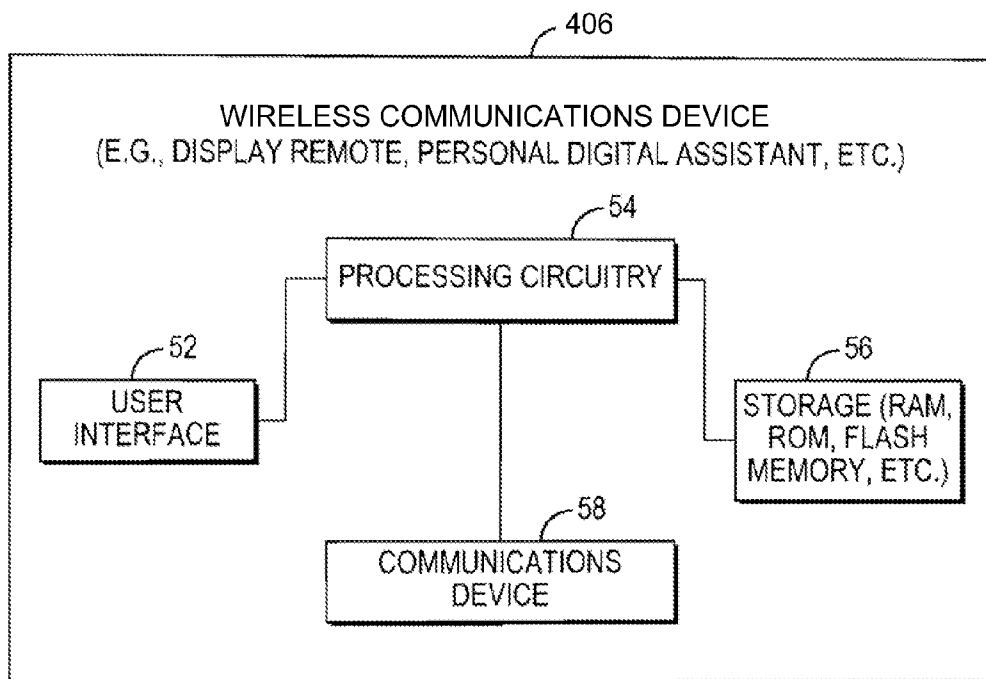 406
WIRELESS COMMUNICATIONS DEVICE
(E.G., DISPLAY REMOTE, PERSONAL DIGITAL ASSISTANT, ETC.)
54
PROCESSING CIRCUITRY
52
USER
INTERFACE
56
STORAGE (RAM,
ROM, FLASH
MEMORY, ETC.)
58
COMMUNICATIONS
DEVICE